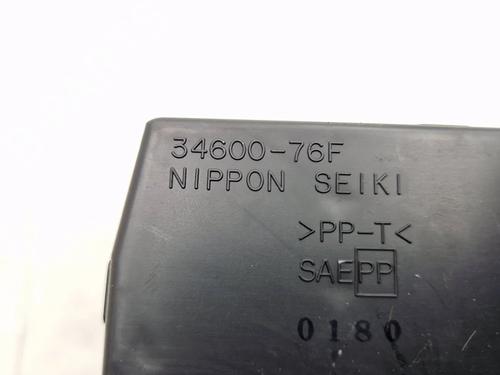 34600-76F
NIPPON SEIKI
>PP-T<
SAEPP
0180